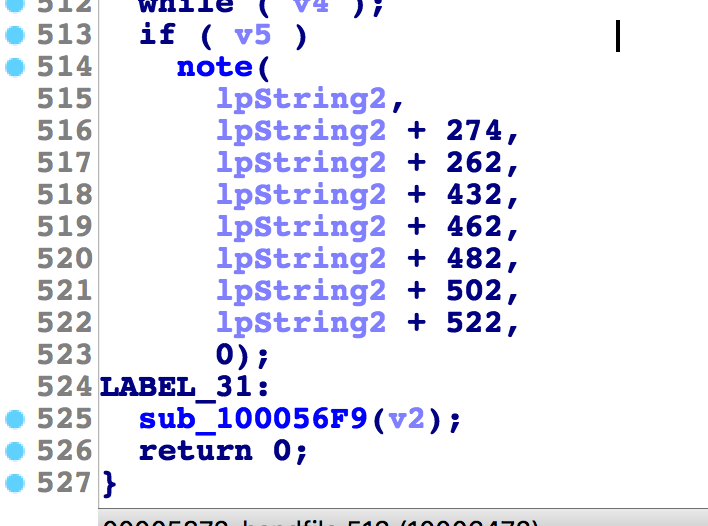 512 while ( v4 );
513 if ( v5 )
514 note(
515 lpString2,
516 lpString2 + 274,
517 lpString2 + 262,
518 lpString2 + 432,
519 lpString2 + 462,
520 lpString2 + 482,
521 lpString2 + 502,
522 lpString2 + 522,
523 0);
524 LABEL_31:
525 sub_100056F9(v2);
526 return 0;
527 }